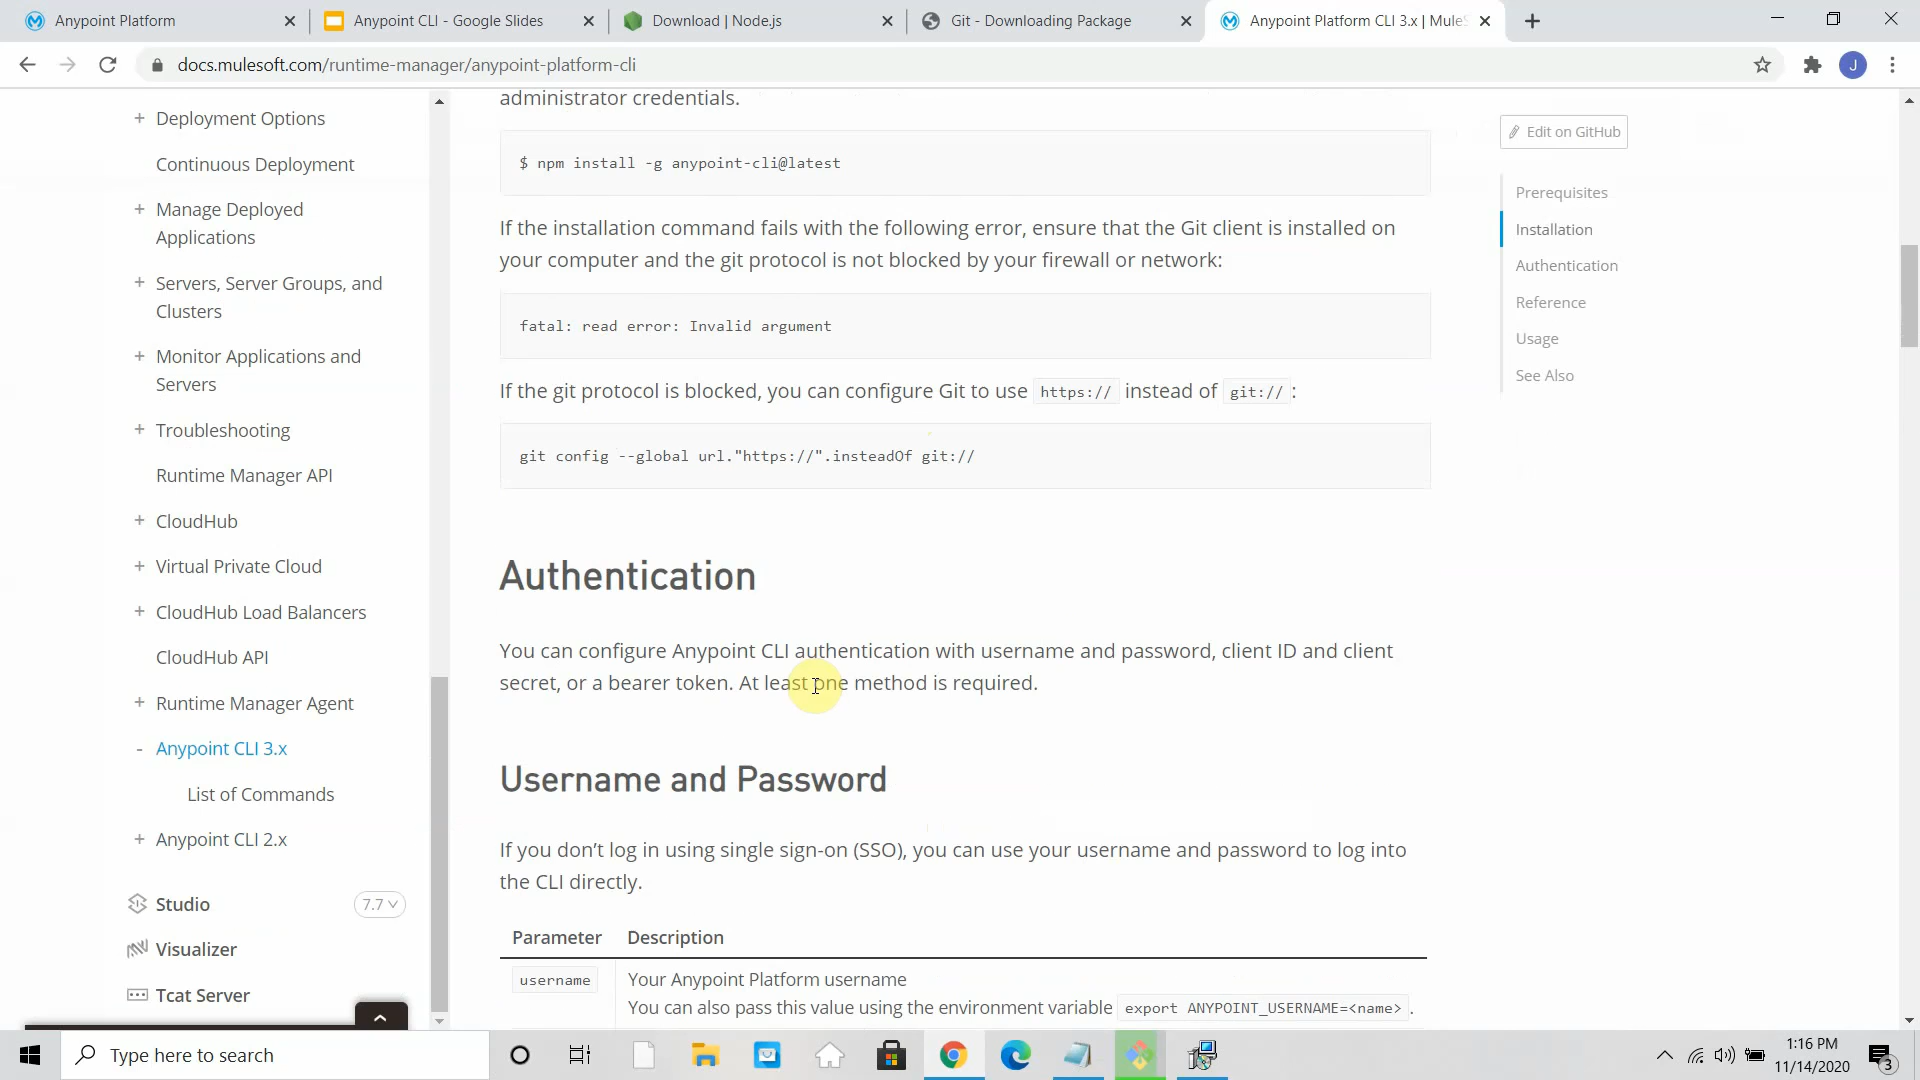 Anypoint Platform
Anypoint CLI - Google Slides
Download | Node.js
Git - Downloading Package
Anypoint Platform CLI 3.x | MuleS
docs.mulesoft.com/runtime-manager/anypoint-platform-cli
J
+ Deployment Options
Continuous Deployment
+ Manage Deployed
Applications
+ Servers, Server Groups, and
Clusters
+ Monitor Applications and
Servers
+ Troubleshooting
Runtime Manager API
+ CloudHub
+ Virtual Private Cloud
+ CloudHub Load Balancers
CloudHub API
+ Runtime Manager Agent
- Anypoint CLI 3.x
List of Commands
+ Anypoint CLI 2.x
Studio 7.7
Visualizer
Tcat Server
administrator credentials.
$ npm install -g anypoint-cli@latest
If the installation command fails with the following error, ensure that the Git client is installed on
your computer and the git protocol is not blocked by your firewall or network:
fatal: read error: Invalid argument
If the git protocol is blocked, you can configure Git to use https:// instead of git:// :
git config --global url."https://".insteadOf git://
Authentication
You can configure Anypoint CLI authentication with username and password, client ID and client
secret, or a bearer token. At least one method is required.
Username and Password
If you don't log in using single sign-on (SSO), you can use your username and password to log into
the CLI directly.
Parameter Description
username Your Anypoint Platform username
You can also pass this value using the environment variable export ANYPOINT_USERNAME=<name> .
Edit on GitHub
Prerequisites
Installation
Authentication
Reference
Usage
See Also
Type here to search
1:16 PM
11/14/2020
3